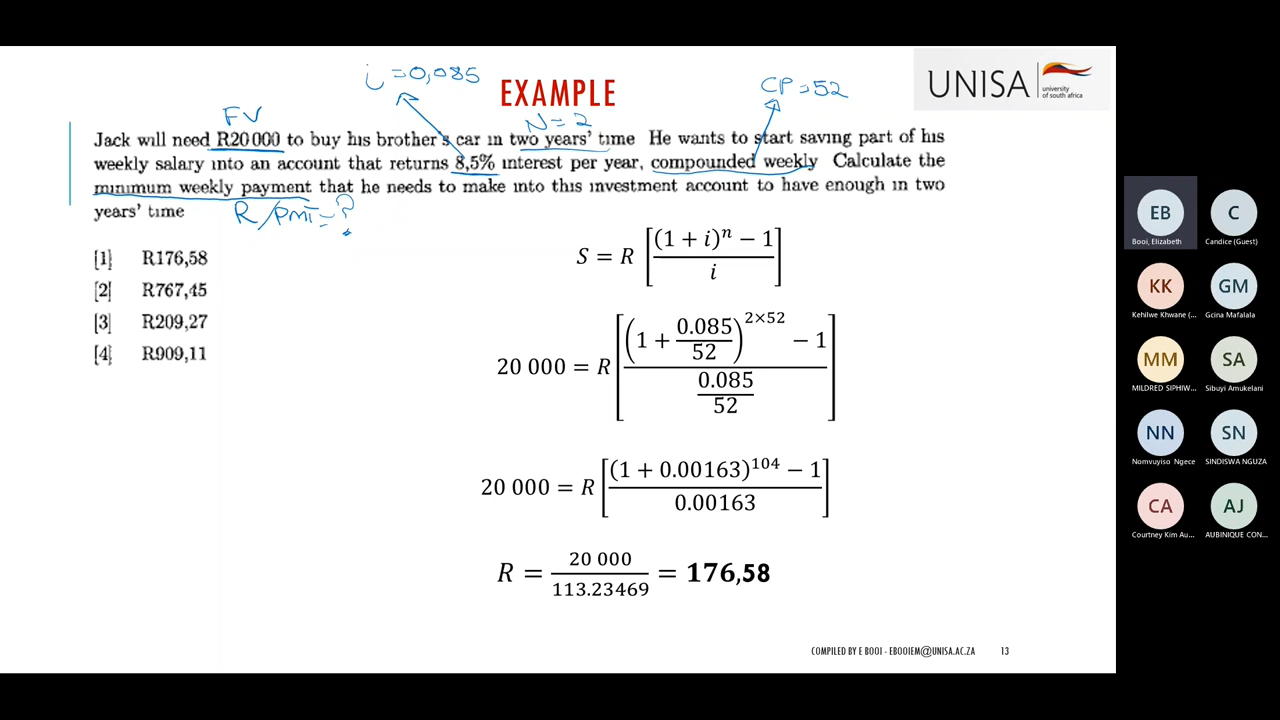 i = 0,085
EXAMPLE
CP = 52
UNISA
university
of south africa
FV
N = 2
Jack will need R20 000 to buy his brother's car in two years' time He wants to start saving part of his
weekly salary into an account that returns 8,5% interest per year, compounded weekly Calculate the
minimum weekly payment that he needs to make into this investment account to have enough in two
years' time
R/pmt = ?
[1] R176,58
[2] R767,45
[3] R209,27
[4] R909,11
S = R [((1 + i)^n − 1)/i]
20 000 = R [((1 + 0.085/52)^(2×52) − 1)/(0.085/52)]
20 000 = R [((1 + 0.00163)^104 − 1)/0.00163]
R = 20 000/113.23469 = 176,58
COMPILED BY E BOOI - EBOOIEM@UNISA.AC.ZA 13
EB C
Booi, Elizabeth Candice (Guest)
KK GM
Kehilwe Khwane (... Gcina Mafalala
MM SA
MILDRED SIPHIW... Sibuyi Amukelani
NN SN
Nomvuyiso Ngece SINDISWA NGUZA
CA AJ
Courtney Kim Au... AUBINIQUE CON...